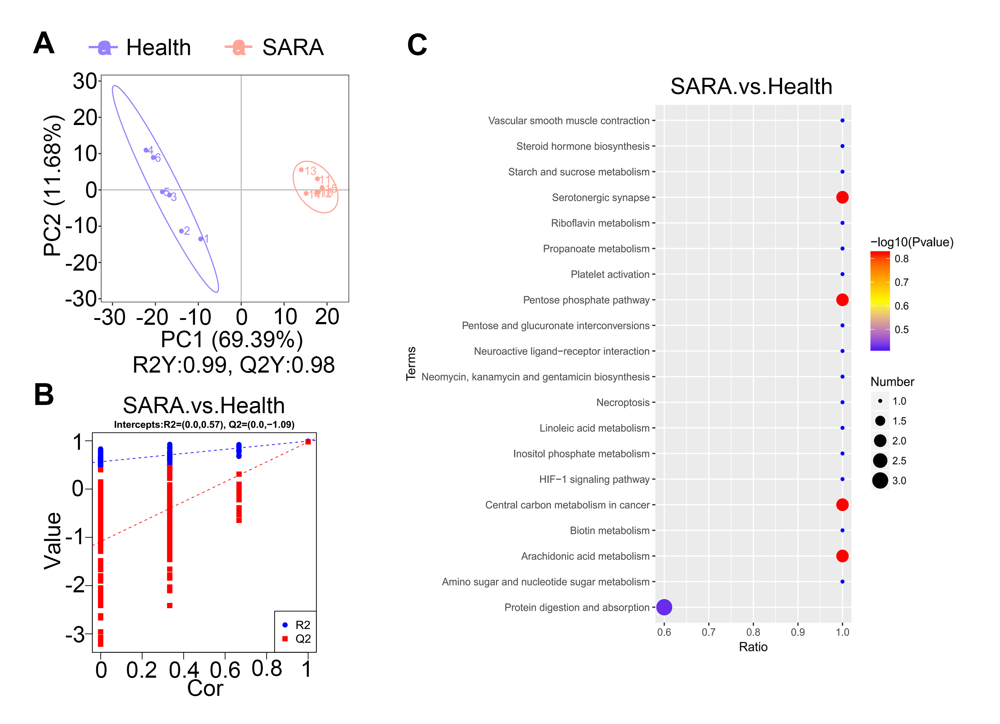 A
a Health
a SARA
30
20
10
0
-10
-20
-30
PC2 (11.68%)
4
6
5
3
2
1
13
11
15
14
12
-30 -20 -10 0 10 20
PC1 (69.39%)
R2Y:0.99, Q2Y:0.98
B
SARA.vs.Health
Intercepts:R2=(0.0,0.57), Q2=(0.0,−1.09)
1
0
-1
-2
-3
Value
R2
Q2
0 0.2 0.4 0.6 0.8 1
Cor
C
SARA.vs.Health
Vascular smooth muscle contraction
Steroid hormone biosynthesis
Starch and sucrose metabolism
Serotonergic synapse
Riboflavin metabolism
Propanoate metabolism
Platelet activation
Pentose phosphate pathway
Pentose and glucuronate interconversions
Neuroactive ligand−receptor interaction
Neomycin, kanamycin and gentamicin biosynthesis
Necroptosis
Linoleic acid metabolism
Inositol phosphate metabolism
HIF−1 signaling pathway
Central carbon metabolism in cancer
Biotin metabolism
Arachidonic acid metabolism
Amino sugar and nucleotide sugar metabolism
Protein digestion and absorption
Terms
0.6 0.7 0.8 0.9 1.0
Ratio
−log10(Pvalue)
0.8
0.7
0.6
0.5
Number
1.0
1.5
2.0
2.5
3.0